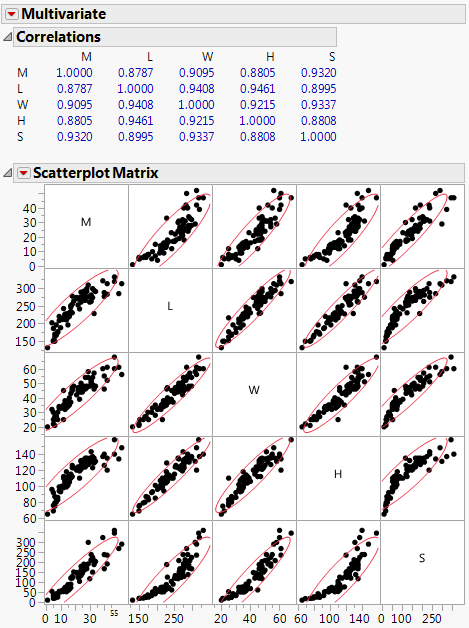 Multivariate
Correlations
M L W H S
M 1.0000 0.8787 0.9095 0.8805 0.9320
L 0.8787 1.0000 0.9408 0.9461 0.8995
W 0.9095 0.9408 1.0000 0.9215 0.9337
H 0.8805 0.9461 0.9215 1.0000 0.8808
S 0.9320 0.8995 0.9337 0.8808 1.0000
Scatterplot Matrix
40
30
20
10
0
M
300
250
200
150
L
60
50
40
30
20
W
140
120
100
80
60
H
300
250
200
150
100
50
0
S
0 10 30 55 150 250 20 40 60 60 100 140 0 100 250